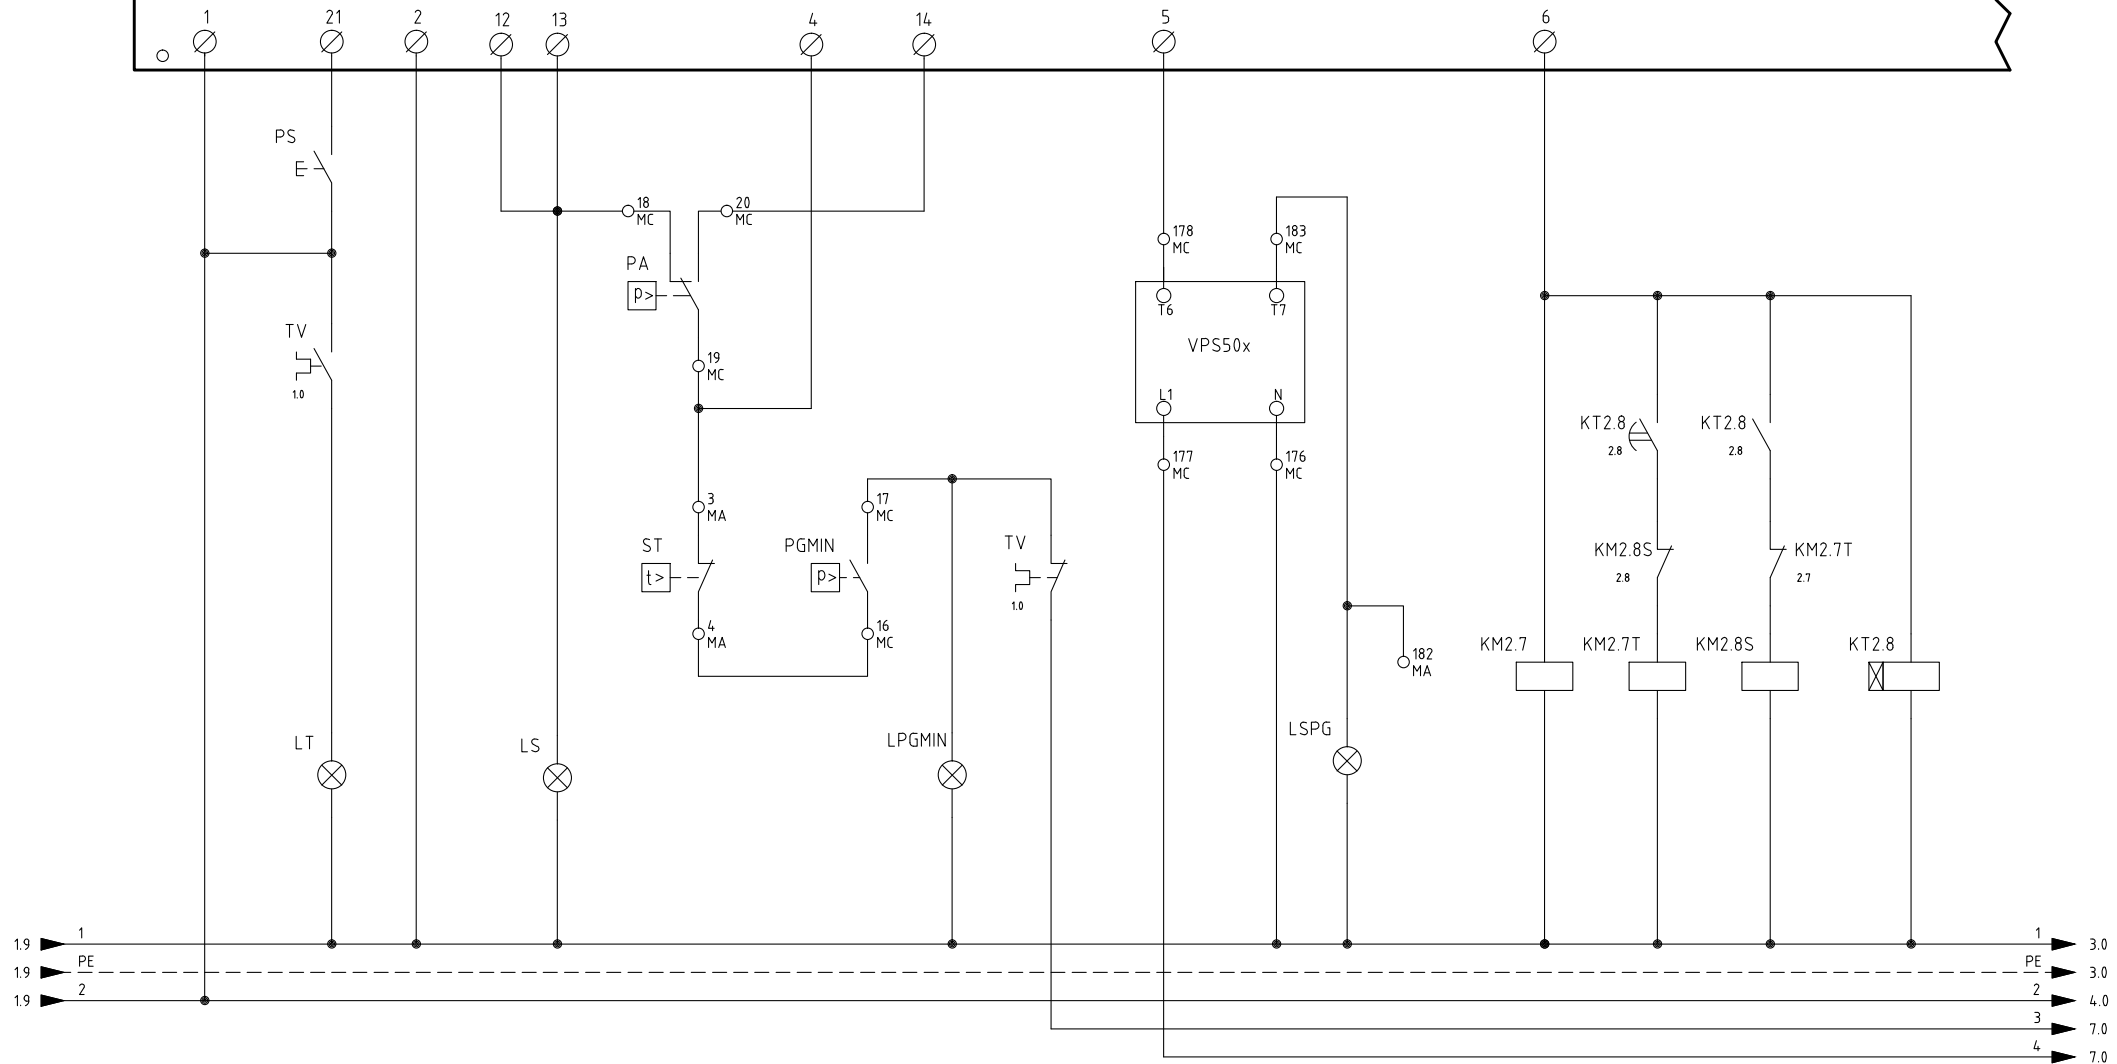 1 21 2 12 13 4 14 5 6
PS
18
MC
20
MC
178
MC
183
MC
PA
p>
T6 T7
TV
1.0
VPS50x
19
MC
L1 N
KT2.8
2.8
KT2.8
2.8
177
MC
176
MC
3
MA
17
MC
ST
t>
PGMIN
p>
TV
1.0
KM2.8S
2.8
KM2.7T
2.7
4
MA
16
MC
182
MA
KM2.7 KM2.7T KM2.8S KT2.8
LT LS LPGMIN LSPG
1.9 1 1 3.0
1.9 PE PE 3.0
1.9 2 2 4.0
3 7.0
4 7.0